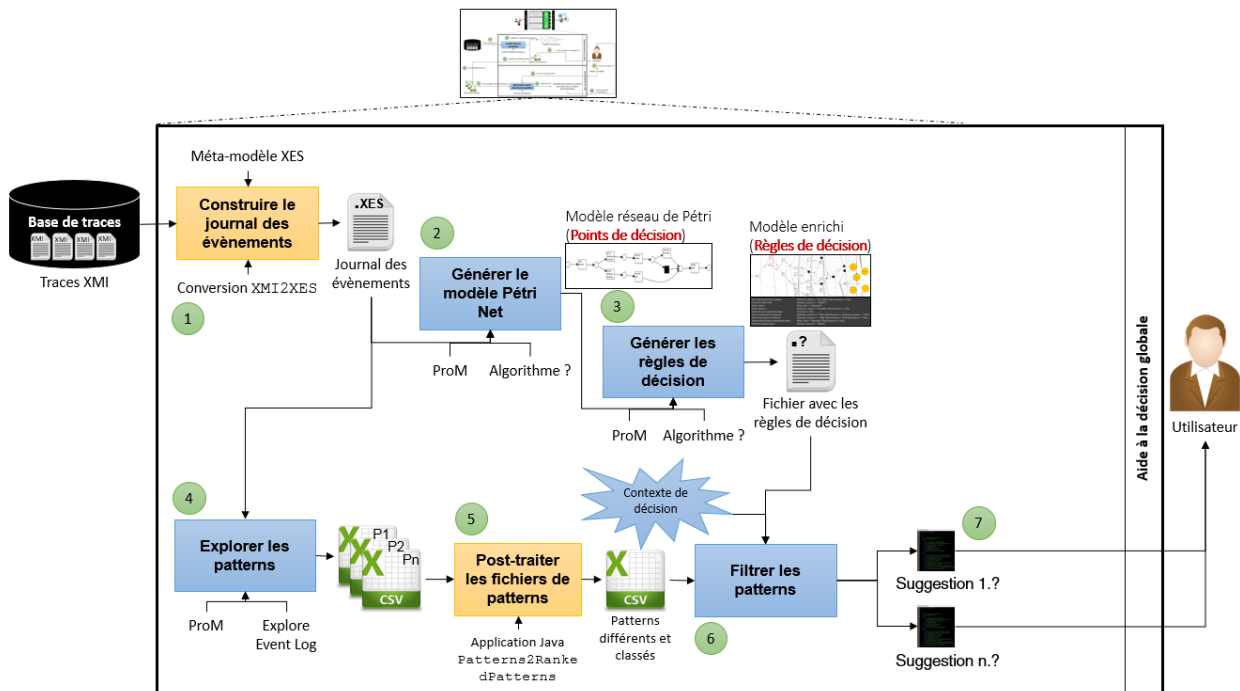 Méta-modèle XES
Base de traces
XMI XMI XMI XMI
Traces XMI
Construire le
journal des
évènements
Conversion XMI2XES
1
.XES
Journal des
évènements
2
Générer le
modèle Pétri
Net
ProM
Algorithme ?
Modèle réseau de Pétri
(Points de décision)
3
Générer les
règles de
décision
ProM
Algorithme ?
Modèle enrichi
(Règles de décision)
.?
Fichier avec les
règles de décision
Aide à la décision globale
Utilisateur
4
Explorer les
patterns
ProM
Explore
Event Log
P1
P2
Pn
CSV
5
Post-traiter
les fichiers de
patterns
Application Java
Patterns2Ranke
dPatterns
CSV
Patterns
différents et
classés
Contexte de
décision
Filtrer les
patterns
6
7
Suggestion 1.?
Suggestion n.?